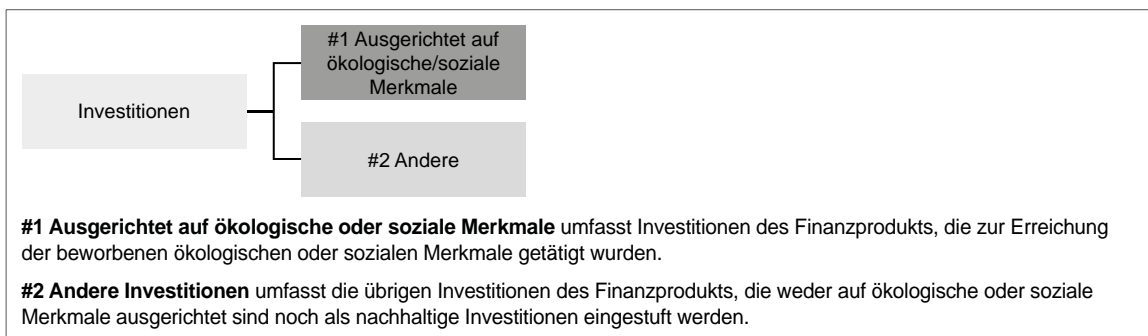 #1 Ausgerichtet auf
ökologische/soziale
Merkmale
Investitionen
#2 Andere
#1 Ausgerichtet auf ökologische oder soziale Merkmale umfasst Investitionen des Finanzprodukts, die zur Erreichung
der beworbenen ökologischen oder sozialen Merkmale getätigt wurden.
#2 Andere Investitionen umfasst die übrigen Investitionen des Finanzprodukts, die weder auf ökologische oder soziale
Merkmale ausgerichtet sind noch als nachhaltige Investitionen eingestuft werden.